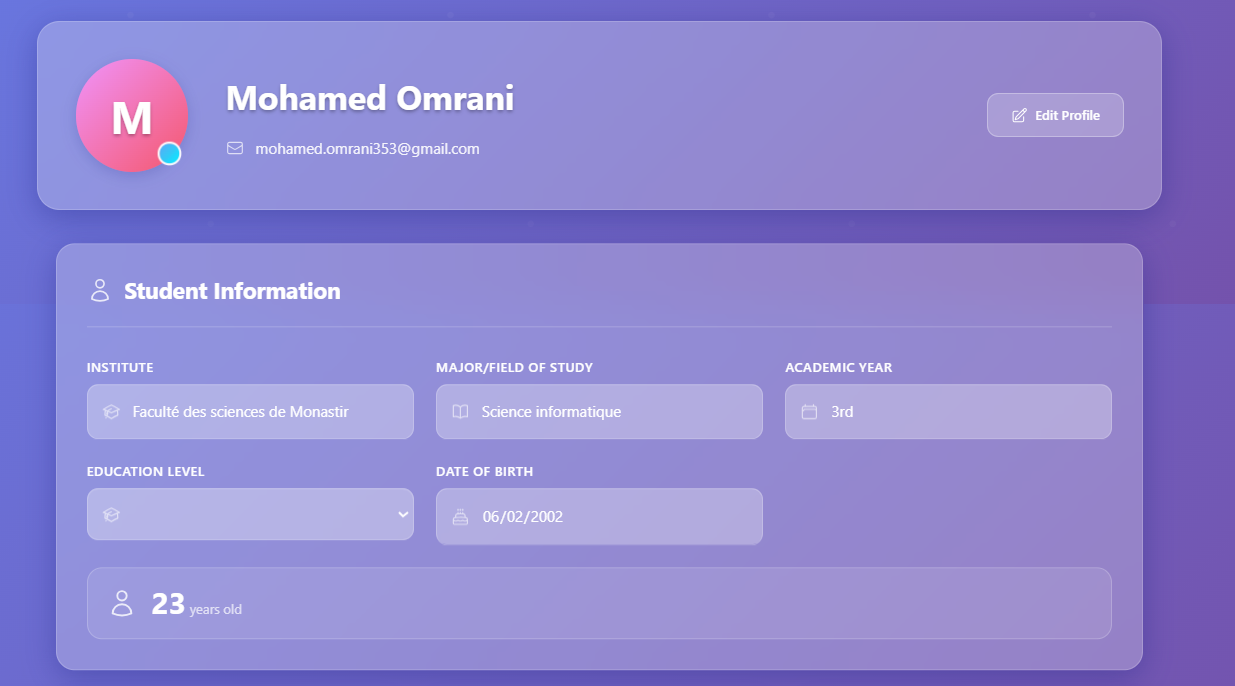 M
Mohamed Omrani
mohamed.omrani353@gmail.com
Edit Profile
Student Information
INSTITUTE
MAJOR/FIELD OF STUDY
ACADEMIC YEAR
Faculté des sciences de Monastir
Science informatique
3rd
EDUCATION LEVEL
DATE OF BIRTH
06/02/2002
23 years old